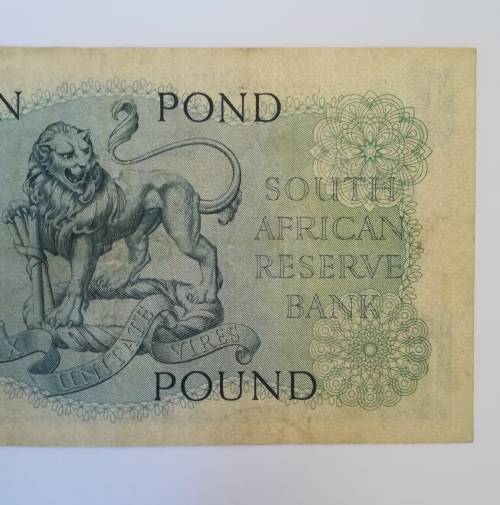 N POND
SOUTH
AFRICAN
RESERVE
BANK
X UNITATE VIRES
POUND